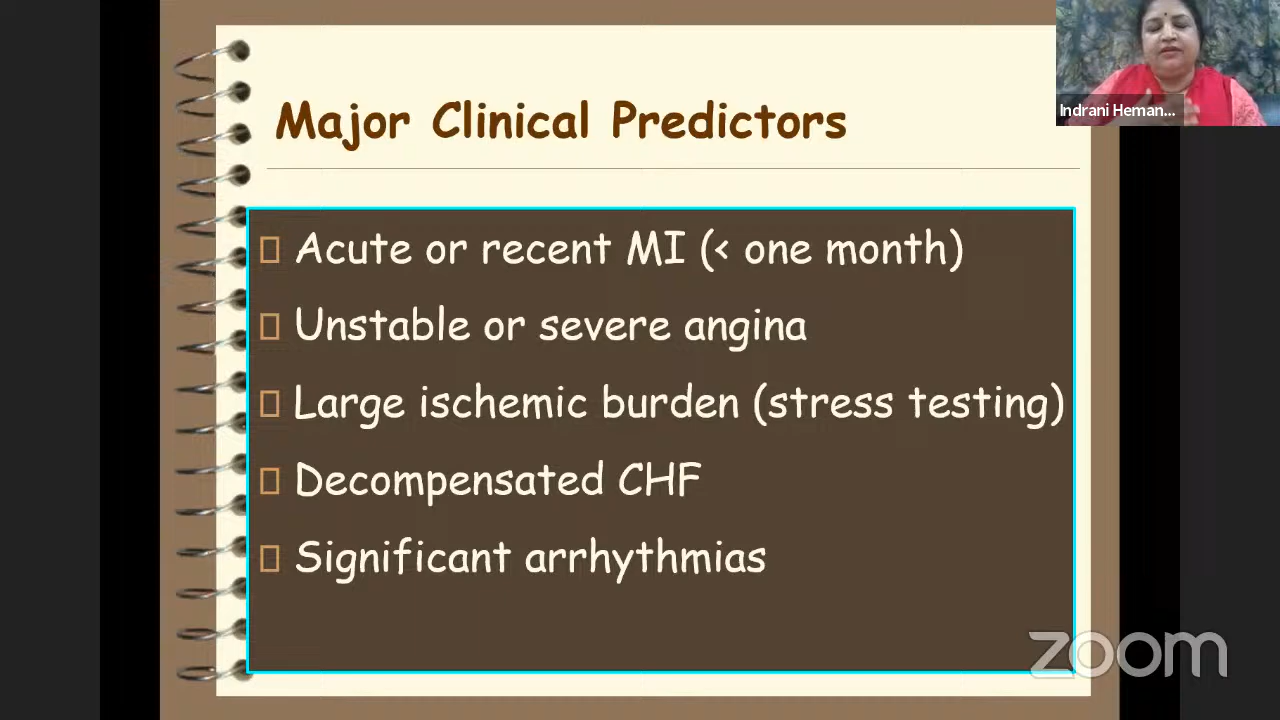 Major Clinical Predictors
Indrani Heman...
Acute or recent MI (< one month)
Unstable or severe angina
Large ischemic burden (stress testing)
Decompensated CHF
Significant arrhythmias
zoom